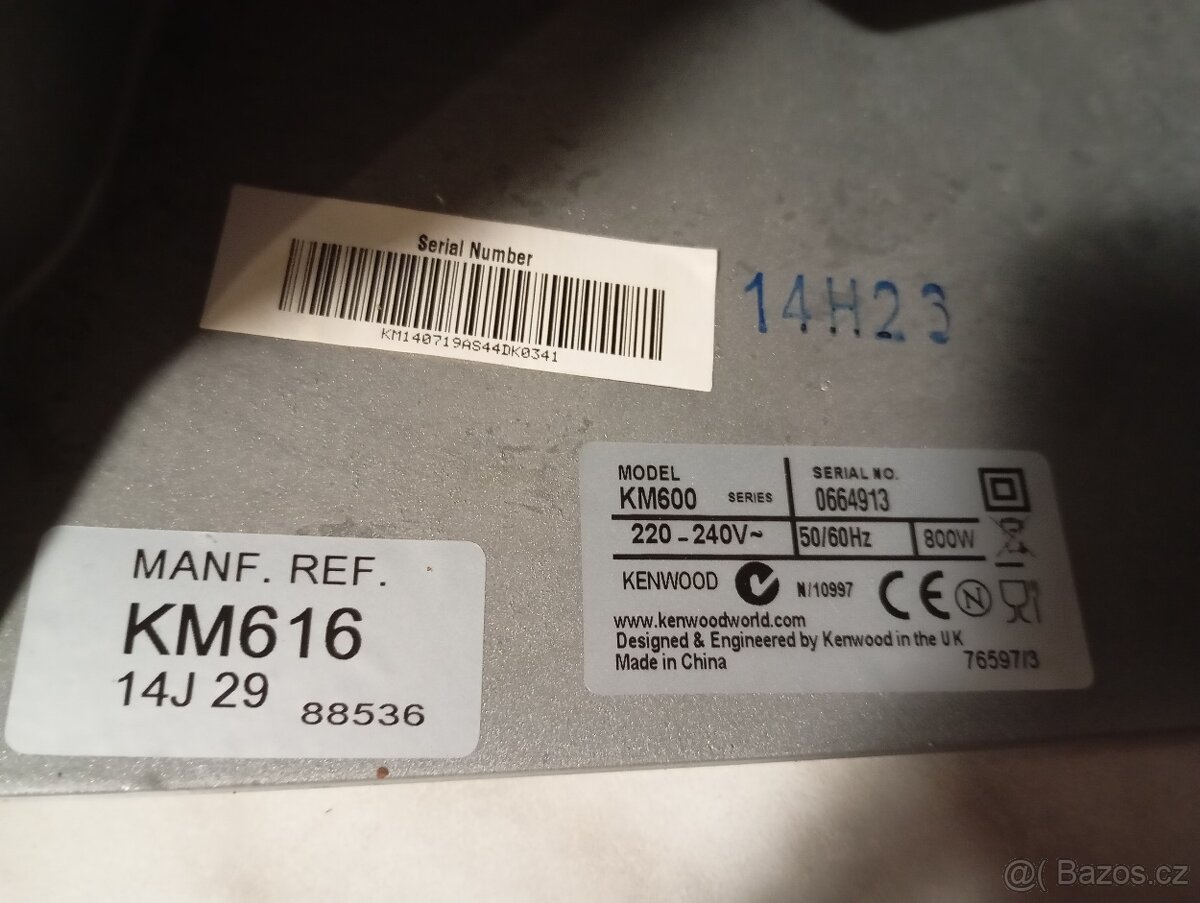 Serial Number
KM140719AS44DK0341
14H23
MODEL
KM600 SERIES
SERIAL NO.
0664913
220-240V~ 50/60Hz 800W
KENWOOD N/10997 CE N
www.kenwoodworld.com
Designed & Engineered by Kenwood in the UK
Made in China 76597/3
MANF. REF.
KM616
14J 29 88536
@( Bazos.cz